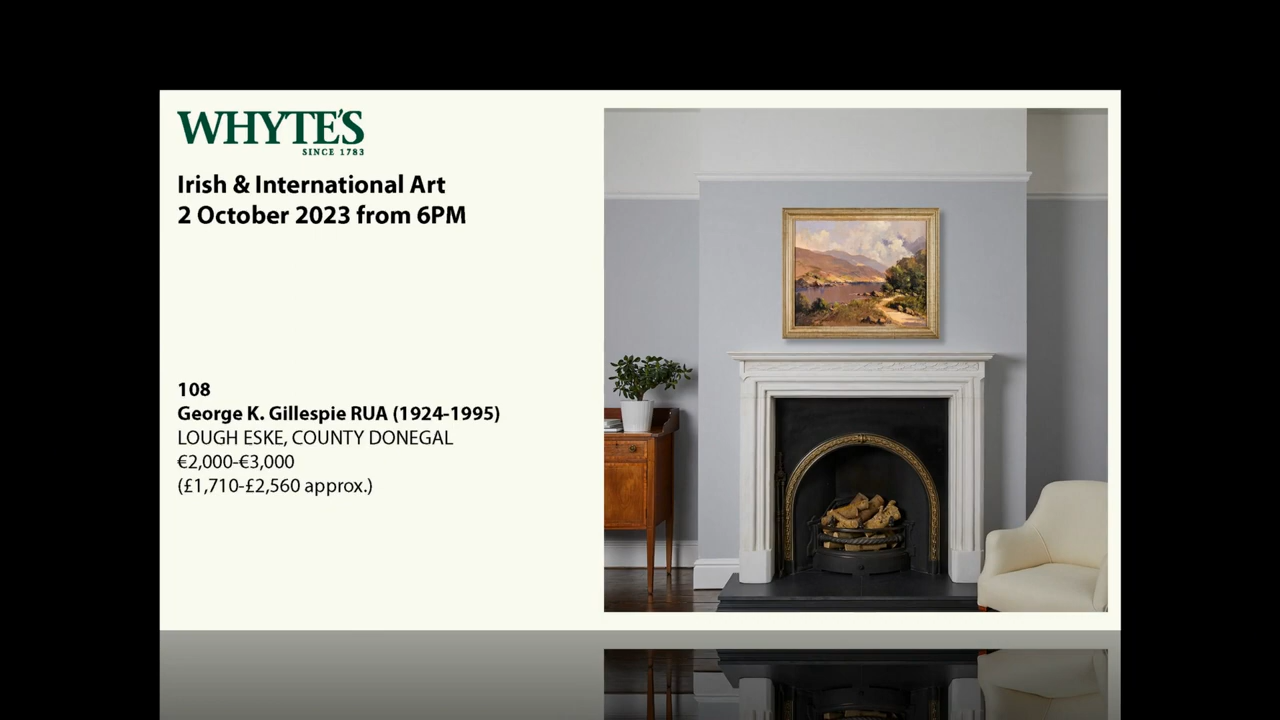 WHYTE'S
SINCE 1783
Irish & International Art
2 October 2023 from 6PM
108
George K. Gillespie RUA (1924-1995)
LOUGH ESKE, COUNTY DONEGAL
€2,000-€3,000
(£1,710-£2,560 approx.)